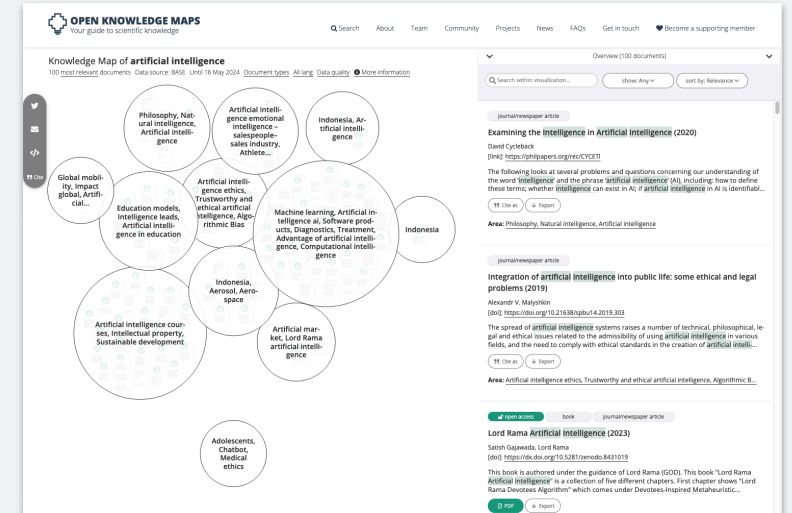 OPEN KNOWLEDGE MAPS
Your guide to scientific knowledge
Search About Team Community Projects News FAQs Get in touch Become a supporting member
Knowledge Map of artificial intelligence
100 most relevant documents Data source: BASE Until 16 May 2024 Document types All lang Data quality More information
Cite
Philosophy, Nat-
ural intelligence,
Artificial intelli-
gence
Artificial intelli-
gence emotional
intelligence –
salespeople–
sales industry,
Athlete...
Indonesia, Ar-
tificial intelli-
gence
Global mobil-
ity, Impact
global, Artifi-
cial...
Education models,
Intelligence leads,
Artificial intelli-
gence in education
Artificial intelli-
gence ethics,
Trustworthy and
ethical artificial
intelligence, Algo-
rithmic Bias
Machine learning, Artificial in-
telligence ai, Software prod-
ucts, Diagnostics, Treatment,
Advantage of artificial intelli-
gence, Computational intelli-
gence
Indonesia
Indonesia,
Aerosol, Aero-
space
Artificial intelligence cour-
ses, Intellectual property,
Sustainable development
Artificial mar-
ket, Lord Rama
artificial intelli-
gence
Adolescents,
Chatbot,
Medical
ethics
Overview (100 documents)
Search within visualization...
show: Any
sort by: Relevance
journal/newspaper article
Examining the Intelligence in Artificial Intelligence (2020)
David Cycleback
[link]: https://philpapers.org/rec/CYCETI
The following looks at several problems and questions concerning our understanding of
the word 'intelligence' and the phrase 'artificial intelligence' (AI), including: how to define
these terms; whether intelligence can exist in AI; if artificial intelligence in AI is identifiabl...
Cite as Export
Area: Philosophy, Natural intelligence, Artificial intelligence
journal/newspaper article
Integration of artificial intelligence into public life: some ethical and legal
problems (2019)
Alexandr V. Malyshkin
[doi]: https://doi.org/10.21638/spbu14.2019.303
The spread of artificial intelligence systems raises a number of technical, philosophical, le-
gal and ethical issues related to the admissibility of using artificial intelligence in various
fields, and the need to comply with ethical standards in the creation of artificial intelli-...
Cite as Export
Area: Artificial intelligence ethics, Trustworthy and ethical artificial intelligence, Algorithmic B...
open access book journal/newspaper article
Lord Rama Artificial Intelligence (2023)
Satish Gajawada, Lord Rama
[doi]: https://dx.doi.org/10.5281/zenodo.8431019
This book is authored under the guidance of Lord Rama (GOD). This book "Lord Rama
Artificial Intelligence" is a collection of five different chapters. First chapter shows "Lord
Rama Devotees Algorithm" which comes under Devotees-Inspired Metaheuristic...
PDF Export